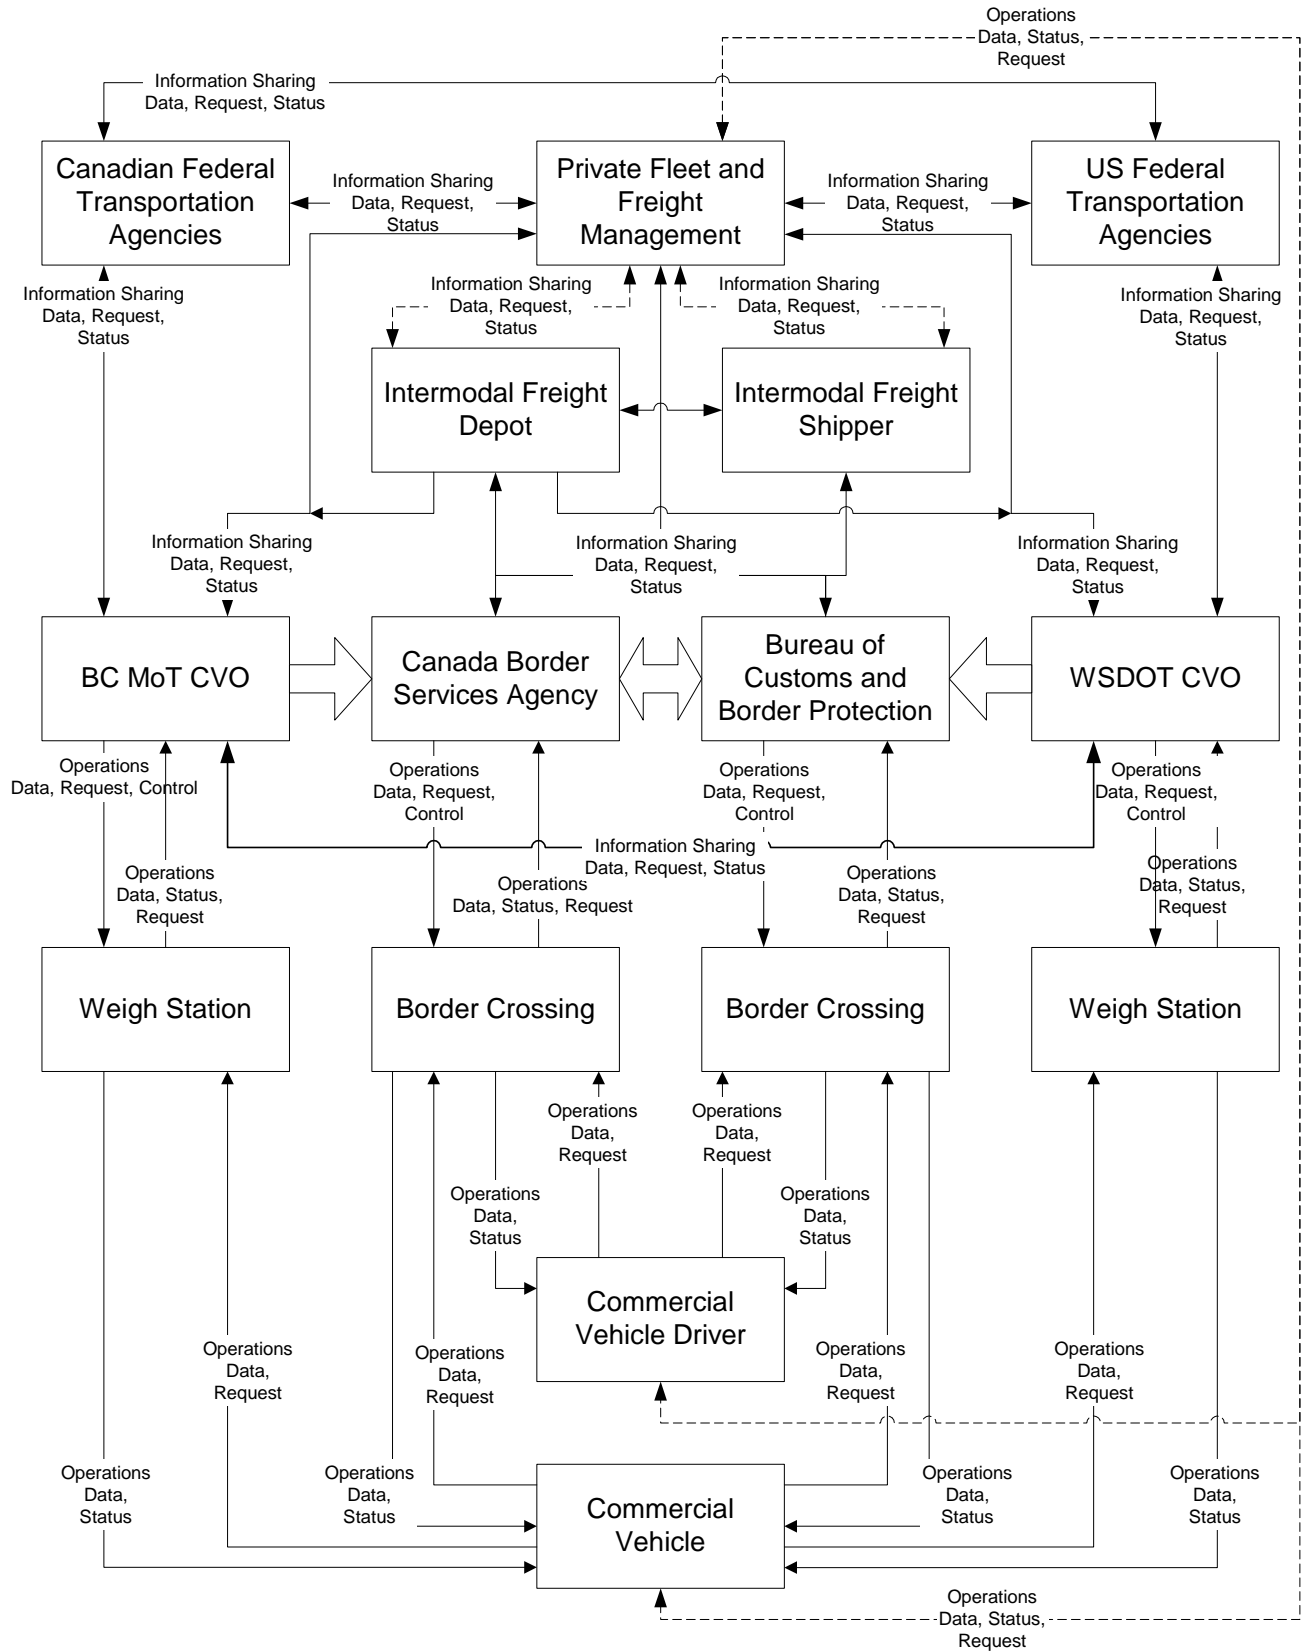 Operations
Data, Status,
Request
Information Sharing
Data, Request, Status
Canadian Federal
Transportation
Agencies
Information Sharing
Data, Request,
Status
Private Fleet and
Freight
Management
Information Sharing
Data, Request,
Status
US Federal
Transportation
Agencies
Information Sharing
Data, Request,
Status
Information Sharing
Data, Request,
Status
Information Sharing
Data, Request,
Status
Information Sharing
Data, Request,
Status
Intermodal Freight
Depot
Intermodal Freight
Shipper
Information Sharing
Data, Request,
Status
Information Sharing
Data, Request,
Status
Information Sharing
Data, Request,
Status
BC MoT CVO
Canada Border
Services Agency
Bureau of
Customs and
Border Protection
WSDOT CVO
Operations
Data, Request, Control
Operations
Data, Request,
Control
Operations
Data, Request,
Control
Operations
Data, Request,
Control
Information Sharing
Data, Request, Status
Operations
Data, Status,
Request
Operations
Data, Status, Request
Operations
Data, Status,
Request
Operations
Data, Status,
Request
Weigh Station
Border Crossing
Border Crossing
Weigh Station
Operations
Data,
Request
Operations
Data,
Request
Operations
Data,
Status
Operations
Data,
Status
Commercial
Vehicle Driver
Operations
Data,
Request
Operations
Data,
Request
Operations
Data,
Request
Operations
Data,
Request
Operations
Data,
Status
Operations
Data,
Status
Commercial
Vehicle
Operations
Data,
Status
Operations
Data,
Status
Operations
Data, Status,
Request